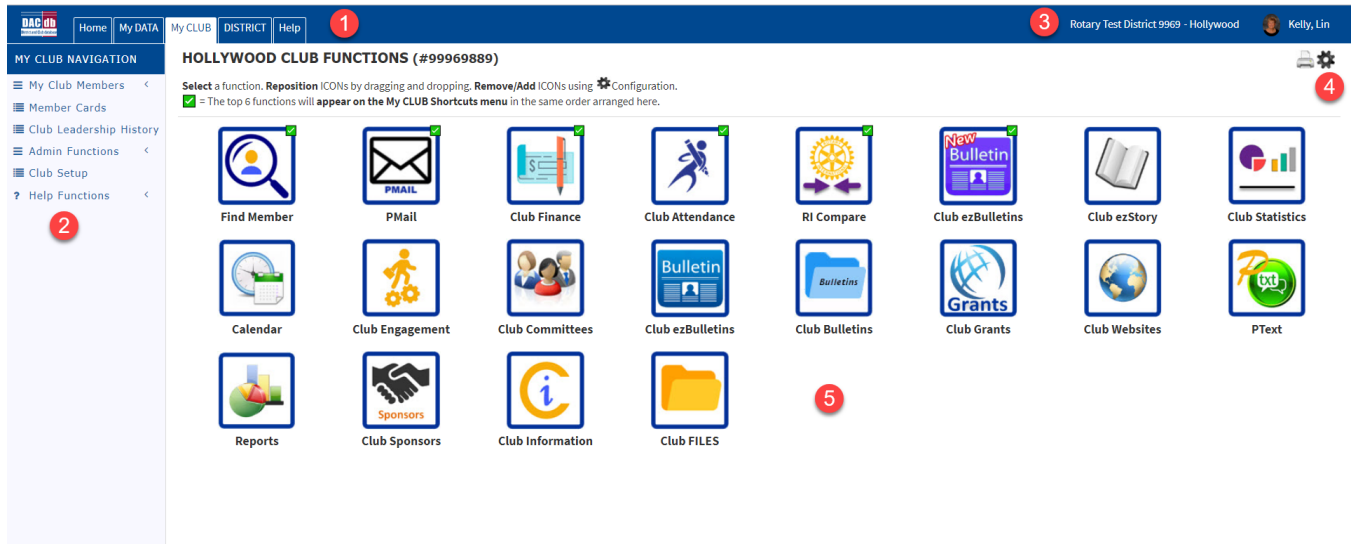 DAC db
Home My DATA My CLUB DISTRICT Help 1 3 Rotary Test District 9969 - Hollywood Kelly, Lin
MY CLUB NAVIGATION
My Club Members <
Member Cards
Club Leadership History
Admin Functions <
Club Setup
? Help Functions <
2
HOLLYWOOD CLUB FUNCTIONS (#99969889)
Select a function. Reposition ICONs by dragging and dropping. Remove/Add ICONs using Configuration.
= The top 6 functions will appear on the My CLUB Shortcuts menu in the same order arranged here.
4
PMAIL
$
New
Bulletin
Find Member PMail Club Finance Club Attendance RI Compare Club ezBulletins Club ezStory Club Statistics
Bulletin
Bulletins
Grants
P txt
Calendar Club Engagement Club Committees Club ezBulletins Club Bulletins Club Grants Club Websites PText
Sponsors
C i
5
Reports Club Sponsors Club Information Club FILES